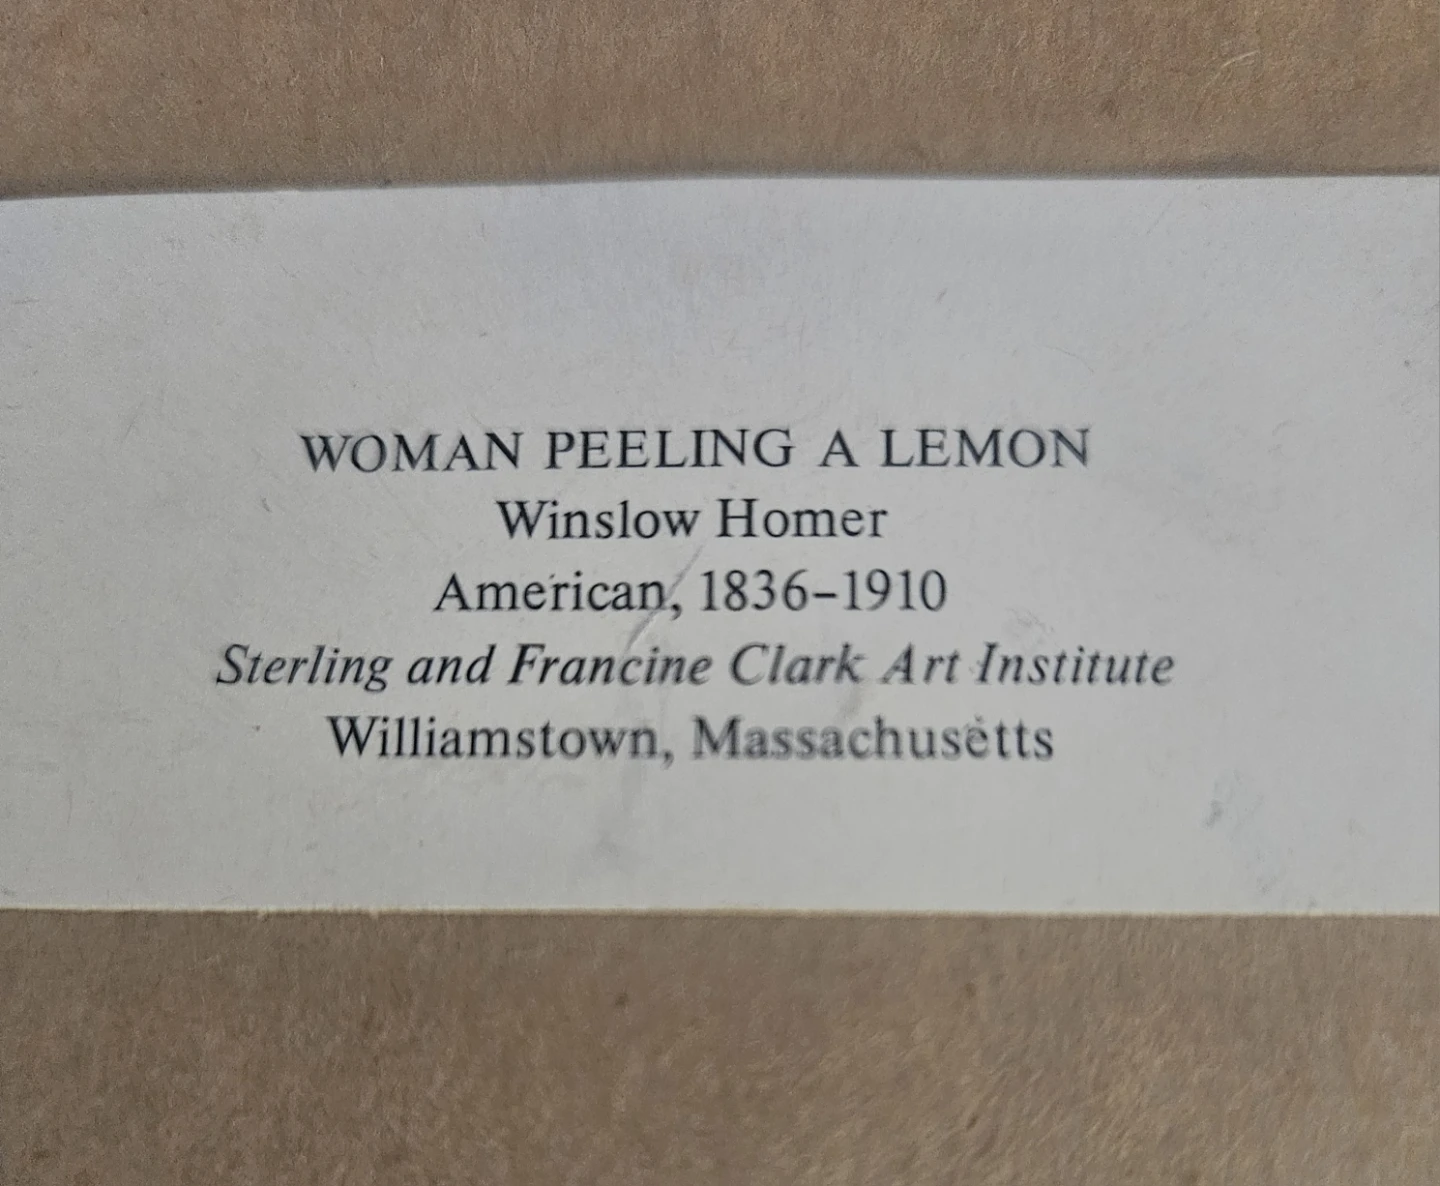 WOMAN PEELING A LEMON
Winslow Homer
American, 1836–1910
Sterling and Francine Clark Art Institute
Williamstown, Massachusetts